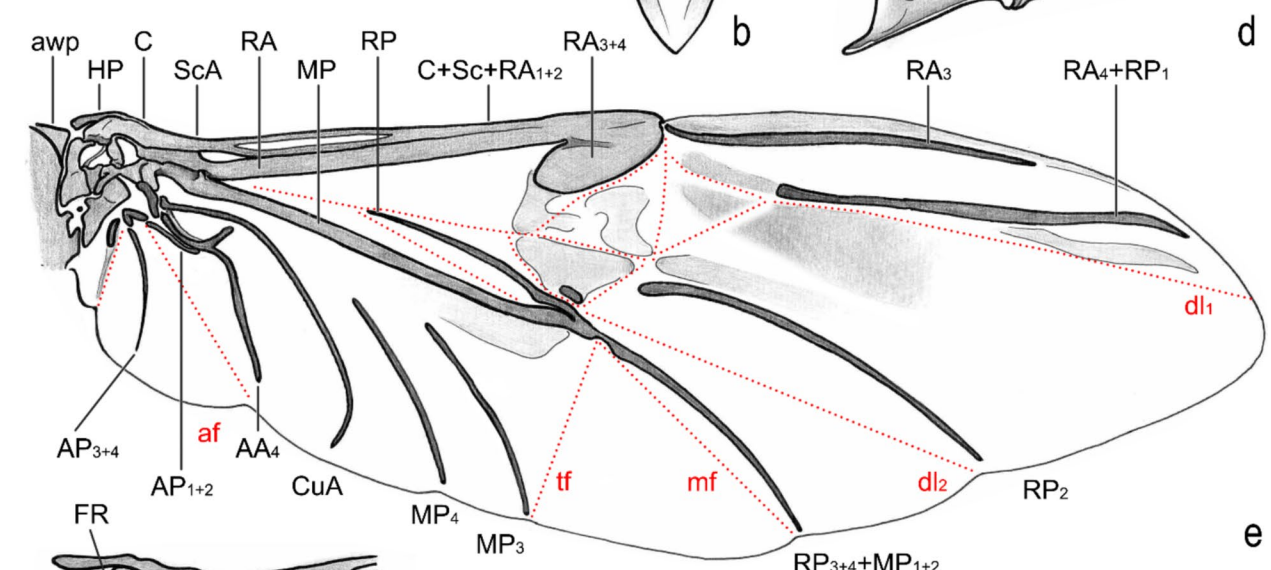 b
d
awp
C
RA
RP
RA3+4
HP
ScA
MP
C+Sc+RA1+2
RA3
RA4+RP1
dl1
af
AP3+4
AA4
AP1+2
CuA
tf
mf
dl2
RP2
MP4
MP3
FR
e
RP3+4+MP1+2